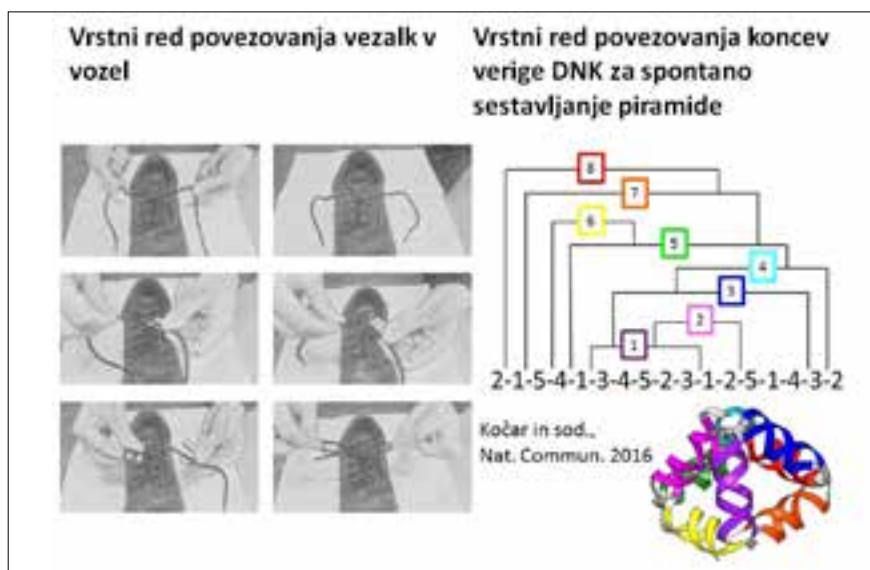 Vrstni red povezovanja vezalk v
vozel
Vrstni red povezovanja koncev
verige DNK za spontano
sestavljanje piramide
8
7
6
5
4
3
2
1
2-1-5-4-1-3-4-5-2-3-1-2-5-1-4-3-2
Kočar in sod.,
Nat. Commun. 2016